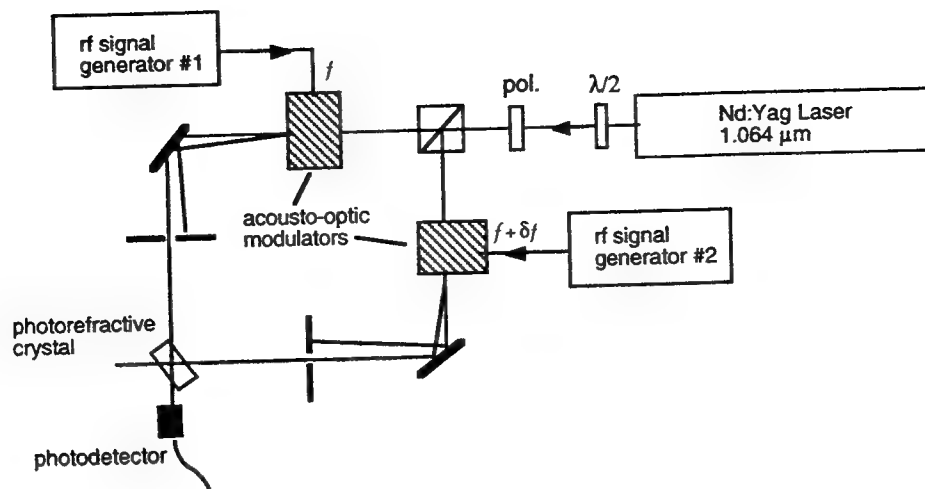 rf signal
generator #1
f
pol.
λ/2
Nd:Yag Laser
1.064 μm
acousto-optic
modulators
f + δf
rf signal
generator #2
photorefractive
crystal
photodetector